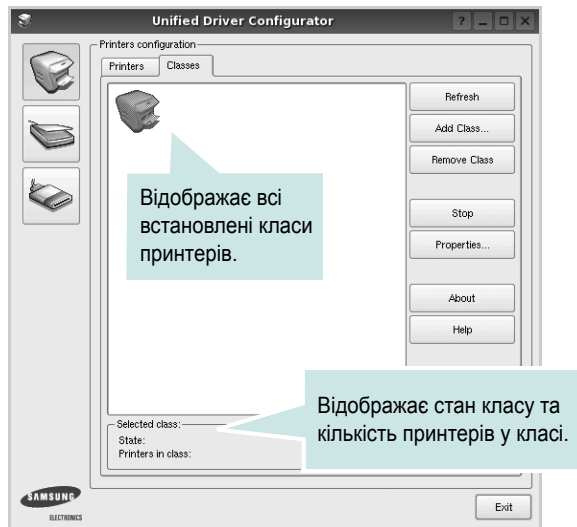 Unified Driver Configurator
Printers configuration
Printers Classes
Refresh
Add Class...
Remove Class
Відображає всі
встановлені класи
принтерів.
Stop
Properties...
About
Help
Відображає стан класу та
кількість принтерів у класі.
Selected class:
State:
Printers in class:
SAMSUNG
ELECTRONICS
Exit